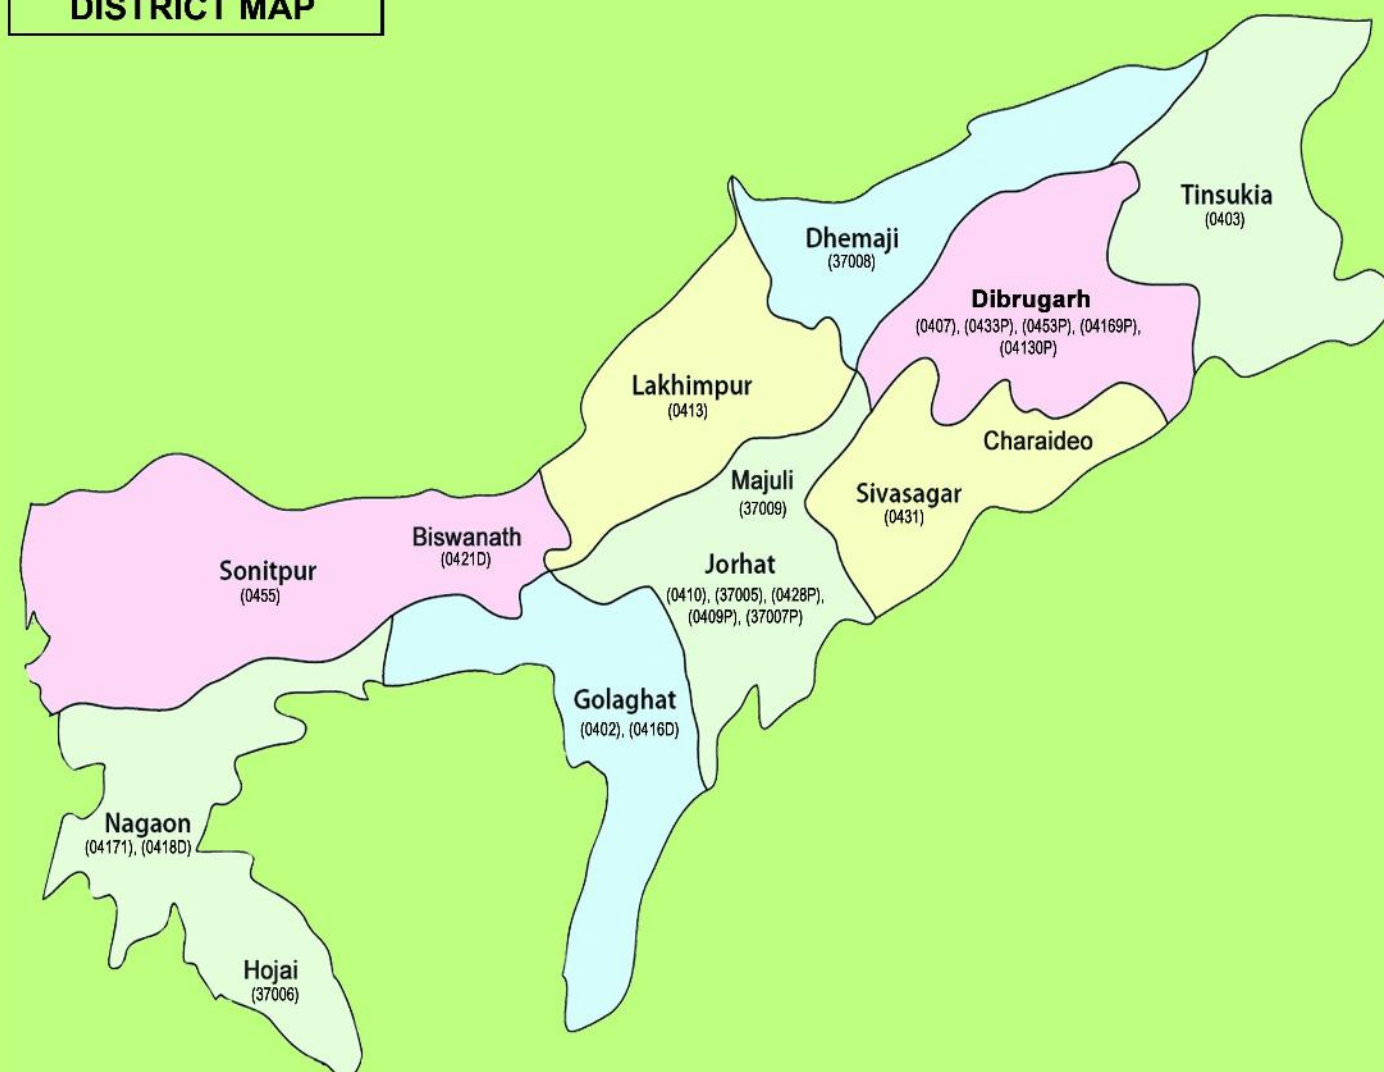 DISTRICT MAP
Tinsukia
(0403)
Dhemaji
(37008)
Dibrugarh
(0407), (0433P), (0453P), (04169P),
(04130P)
Lakhimpur
(0413)
Charaideo
Majuli
(37009)
Sivasagar
(0431)
Biswanath
(0421D)
Sonitpur
(0455)
Jorhat
(0410), (37005), (0428P),
(0409P), (37007P)
Golaghat
(0402), (0416D)
Nagaon
(04171), (0418D)
Hojai
(37006)